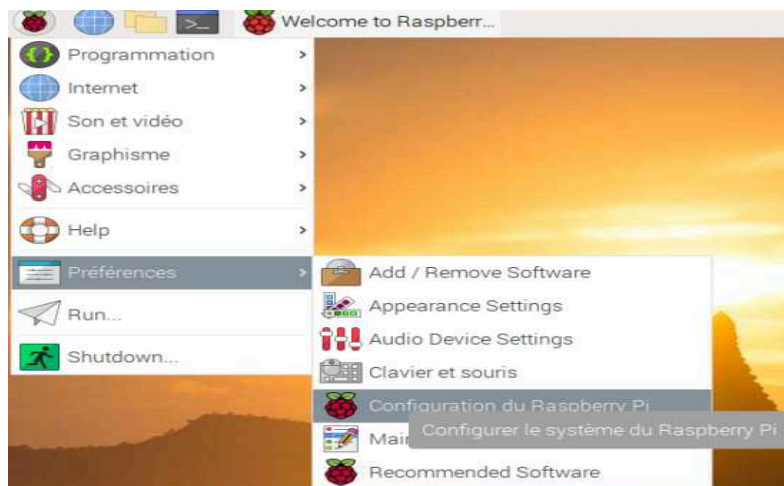 Welcome to Raspberr...
Programmation
Internet
Son et vidéo
Graphisme
Accessoires
Help
Préférences
Run...
Shutdown...
Add / Remove Software
Appearance Settings
Audio Device Settings
Clavier et souris
Configuration du Raspberry Pi
Configurer le système du Raspberry Pi
Recommended Software